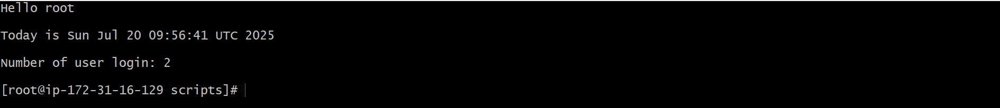 Hello root
Today is Sun Jul 20 09:56:41 UTC 2025
Number of user login: 2
[root@ip-172-31-16-129 scripts]#